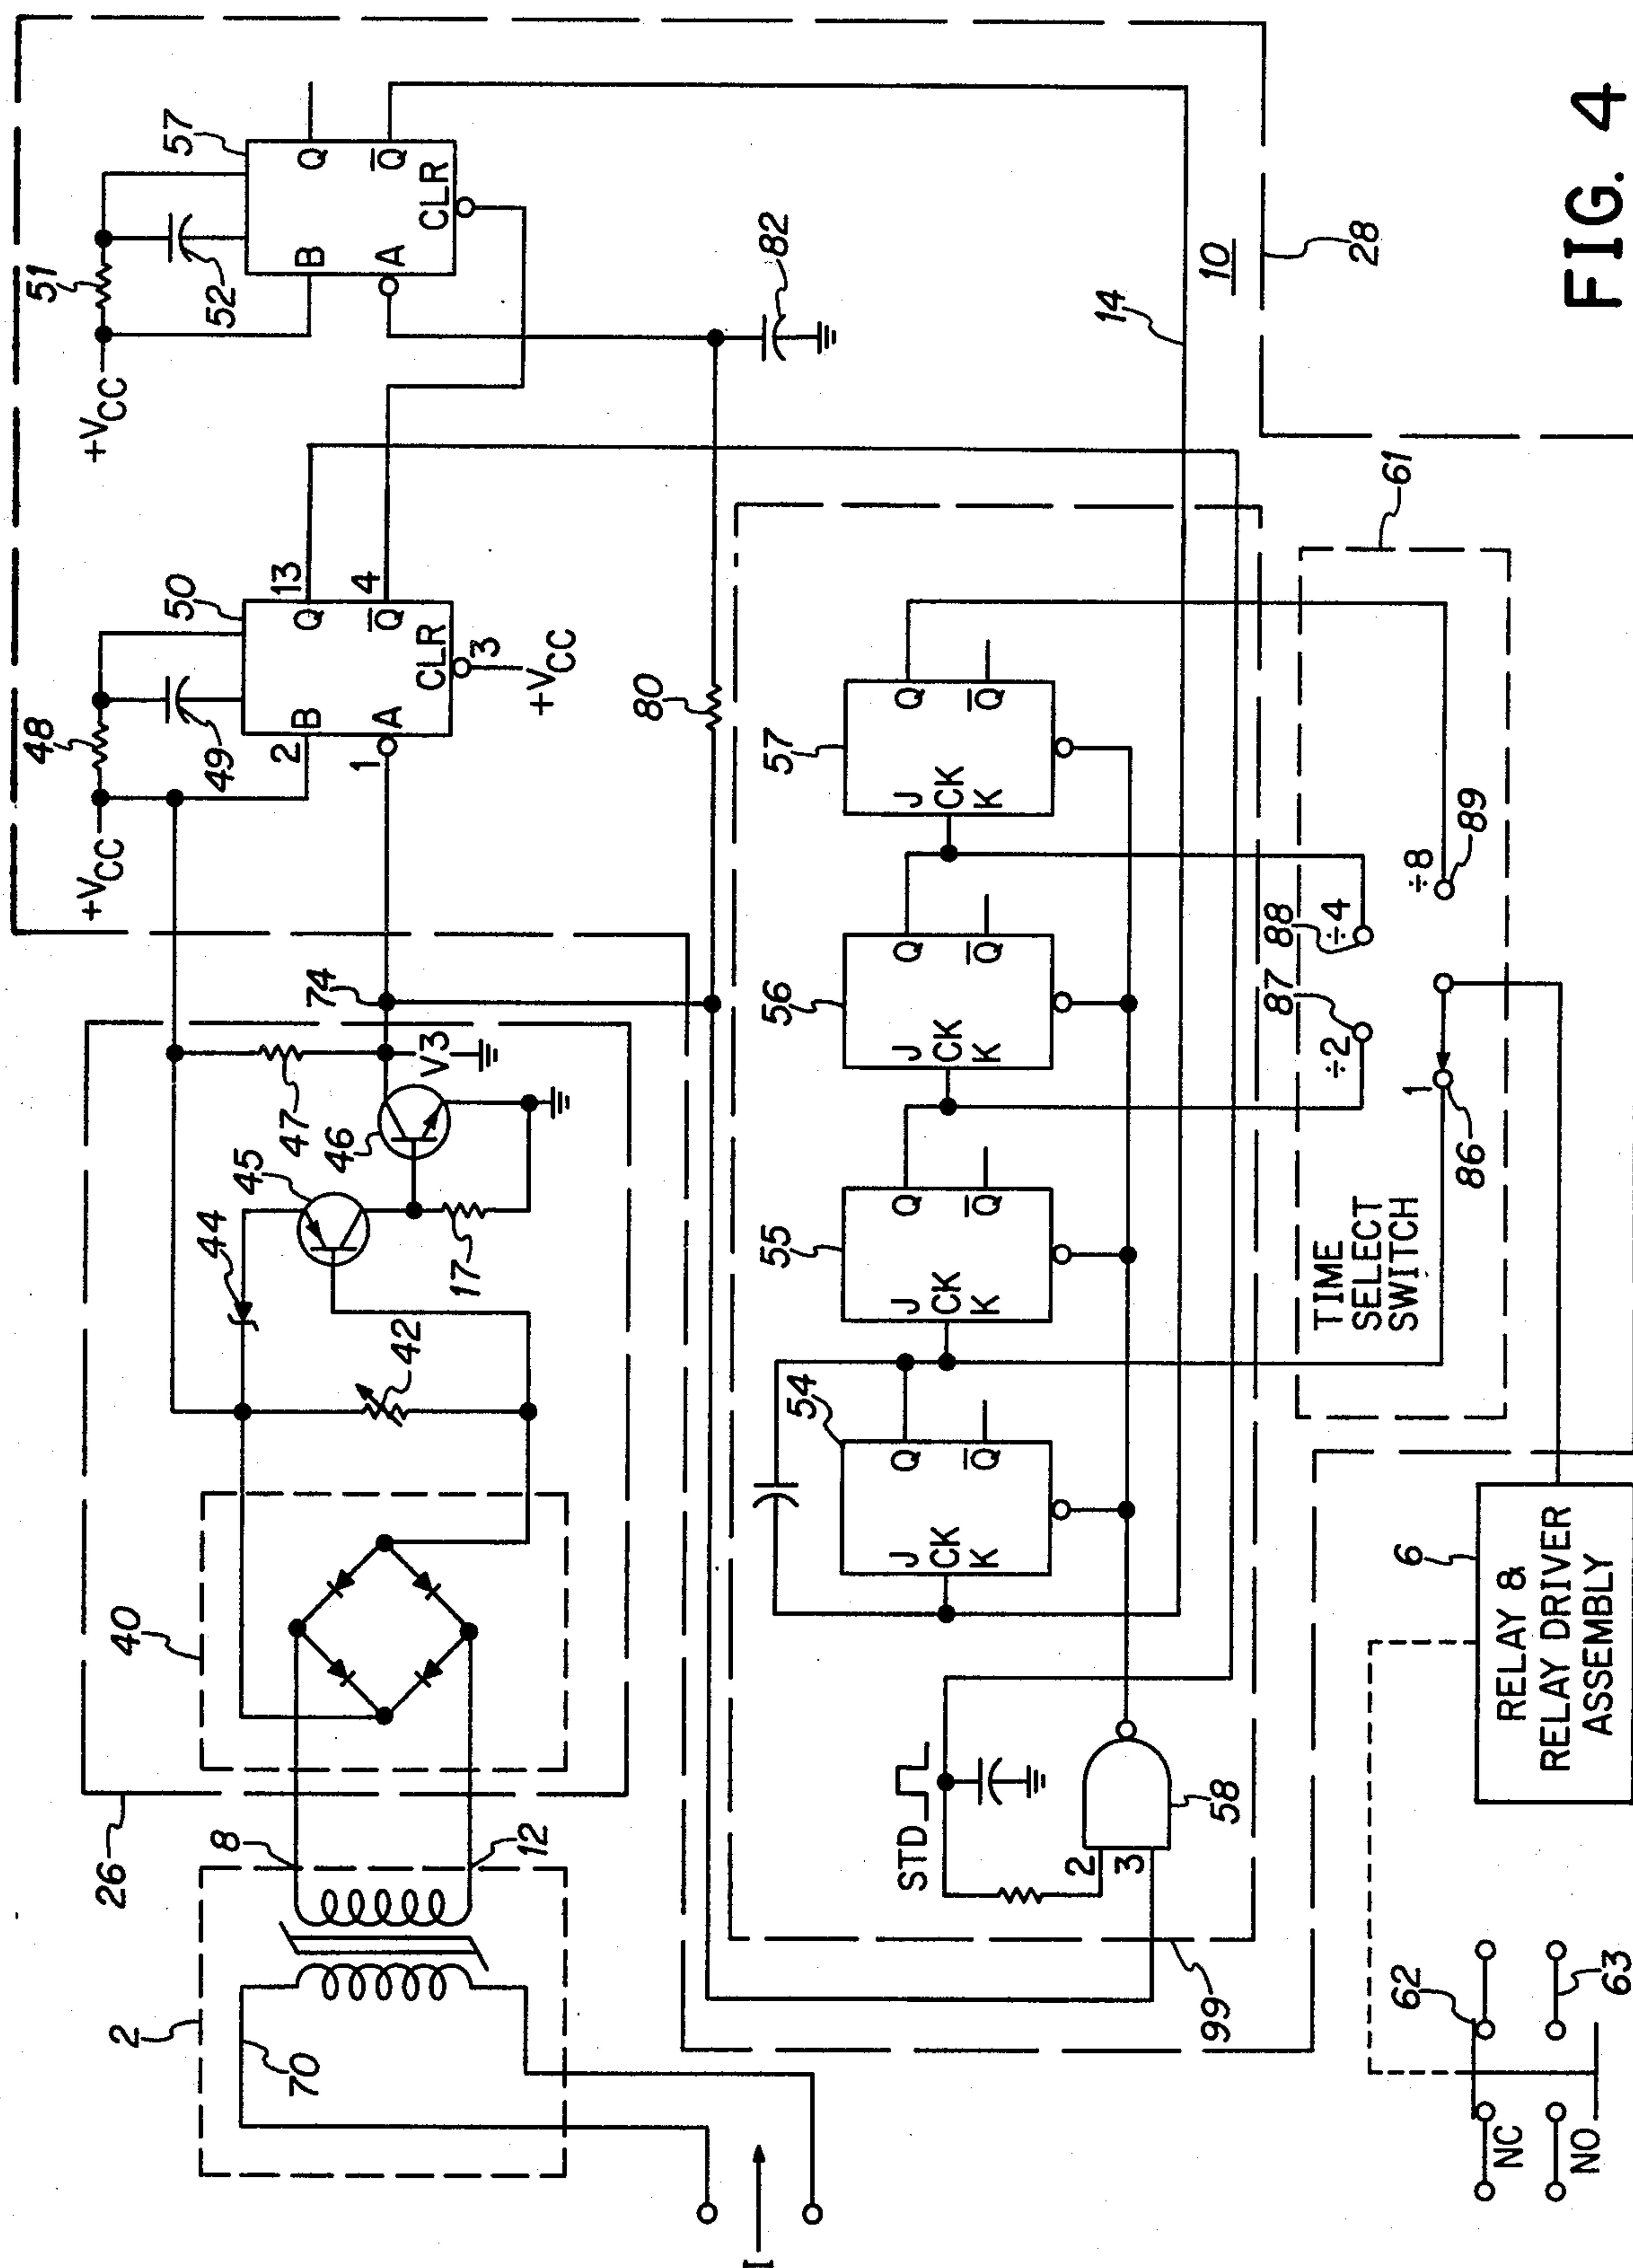 FIG. 4
2
70
I
8
12
26
40
42
44
45
17
46
47
V3
74
+VCC
48
49
50
2
B
1
A
Q
13
Q̅
4
CLR
3
+VCC
+VCC
51
52
57
B
A
Q
Q̅
CLR
82
80
14
10
28
99
STD
2
3
58
54
J
CK
K
Q
Q̅
55
J
CK
K
Q
Q̅
56
J
CK
K
Q
Q̅
57
J
CK
K
Q
Q̅
TIME
SELECT
SWITCH
61
÷2
87
88
÷4
1
86
÷8
89
6
RELAY &
RELAY DRIVER
ASSEMBLY
62
NC
63
NO